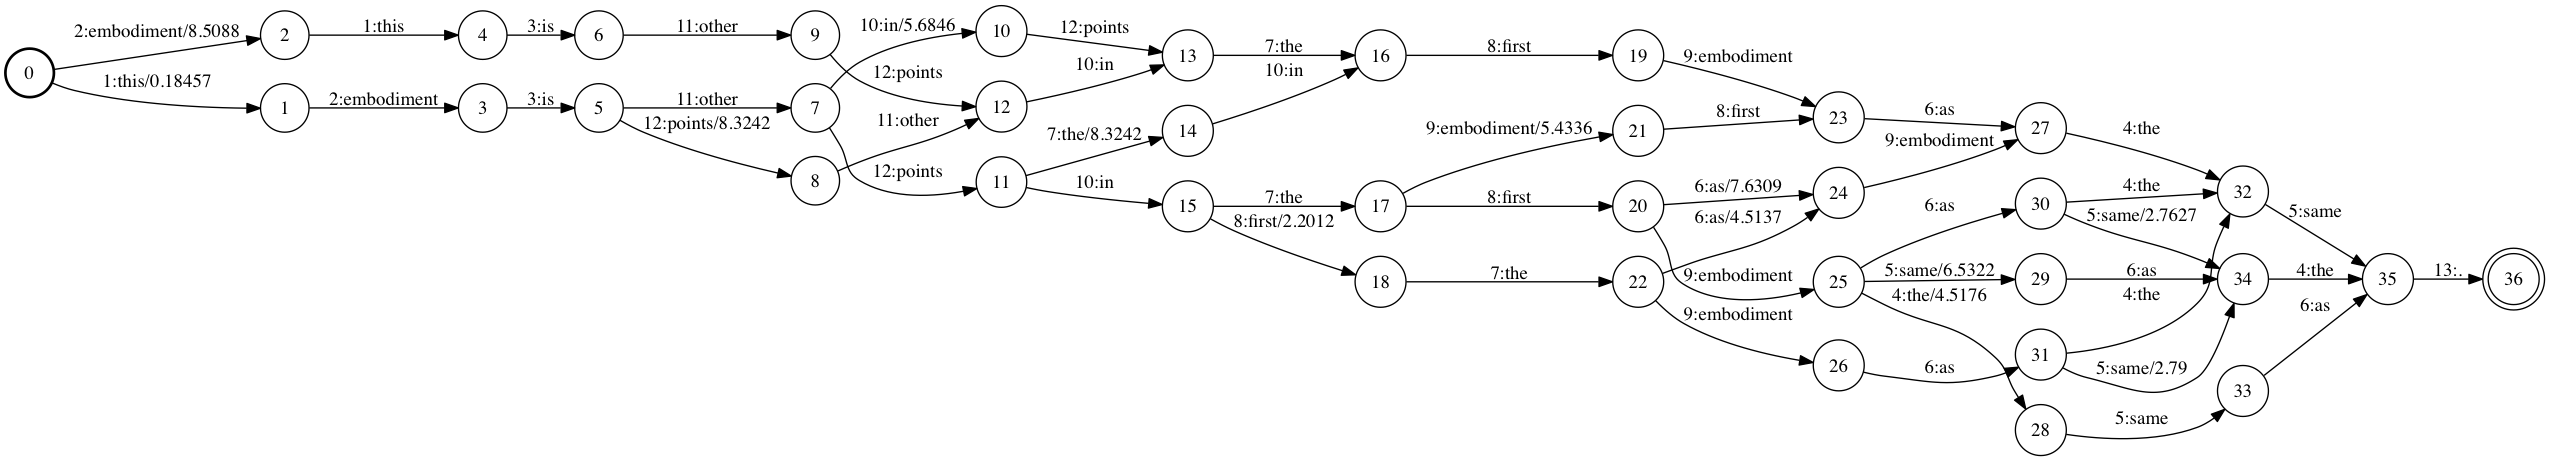 2:embodiment/8.5088
1:this
3:is
11:other
10:in/5.6846
12:points
7:the
8:first
9:embodiment
0
2
4
6
9
10
13
16
19
1:this/0.18457
12:points
10:in
10:in
9:embodiment/5.4336
8:first
6:as
4:the
1
2:embodiment
3
3:is
5
11:other
7
12
14
21
23
27
12:points/8.3242
11:other
7:the/8.3242
9:embodiment
8
12:points
11
10:in
15
7:the
17
8:first
20
6:as/7.6309
24
6:as
30
4:the
32
5:same
8:first/2.2012
6:as/4.5137
5:same/2.7627
18
7:the
22
9:embodiment
25
5:same/6.5322
29
6:as
34
4:the
35
13:.
36
4:the/4.5176
4:the
9:embodiment
6:as
26
6:as
31
5:same/2.79
33
28
5:same